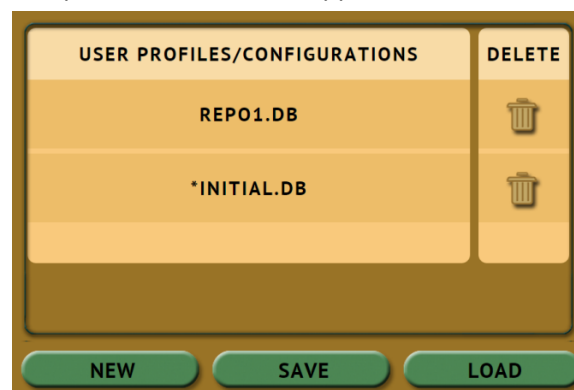 USER PROFILES/CONFIGURATIONS DELETE
REPO1.DB
*INITIAL.DB
NEW SAVE LOAD